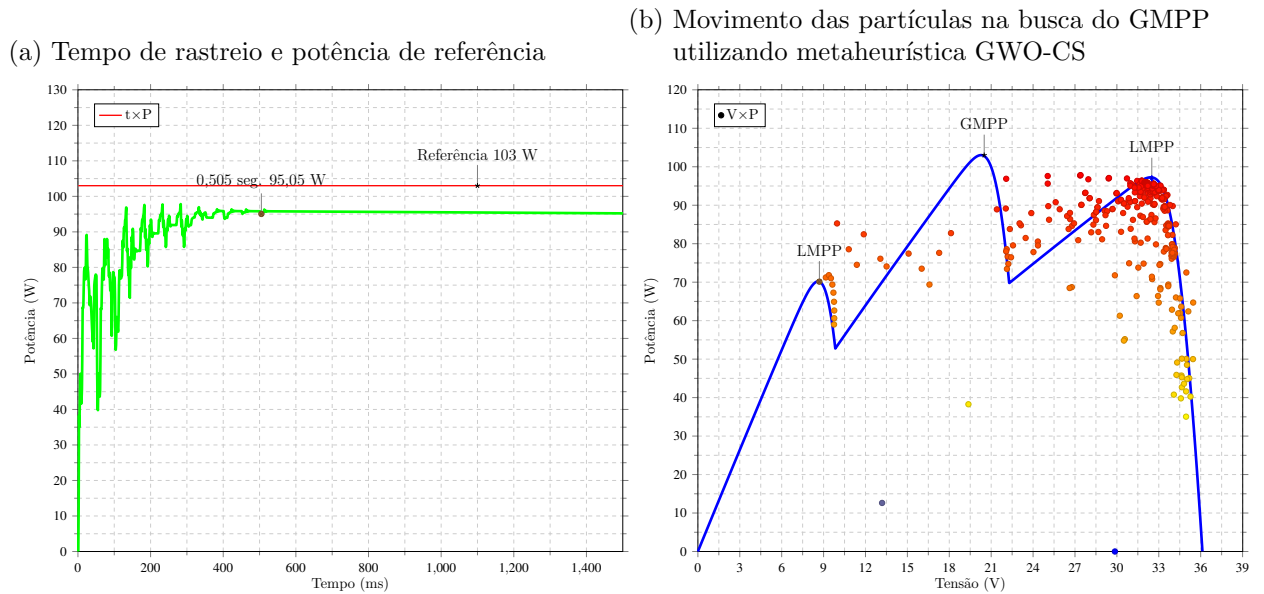 (a) Tempo de rastreio e potência de referência
130
120
110
100
90
80
70
60
50
40
30
20
10
0
Potência (W)
t×P
Referência 103 W
0,505 seg. 95,05 W
0 200 400 600 800 1,000 1,200 1,400
Tempo (ms)
(b) Movimento das partículas na busca do GMPP
utilizando metaheurística GWO-CS
120
110
100
90
80
70
60
50
40
30
20
10
0
Potência (W)
V×P
GMPP
LMPP
LMPP
0 3 6 9 12 15 18 21 24 27 30 33 36 39
Tensão (V)